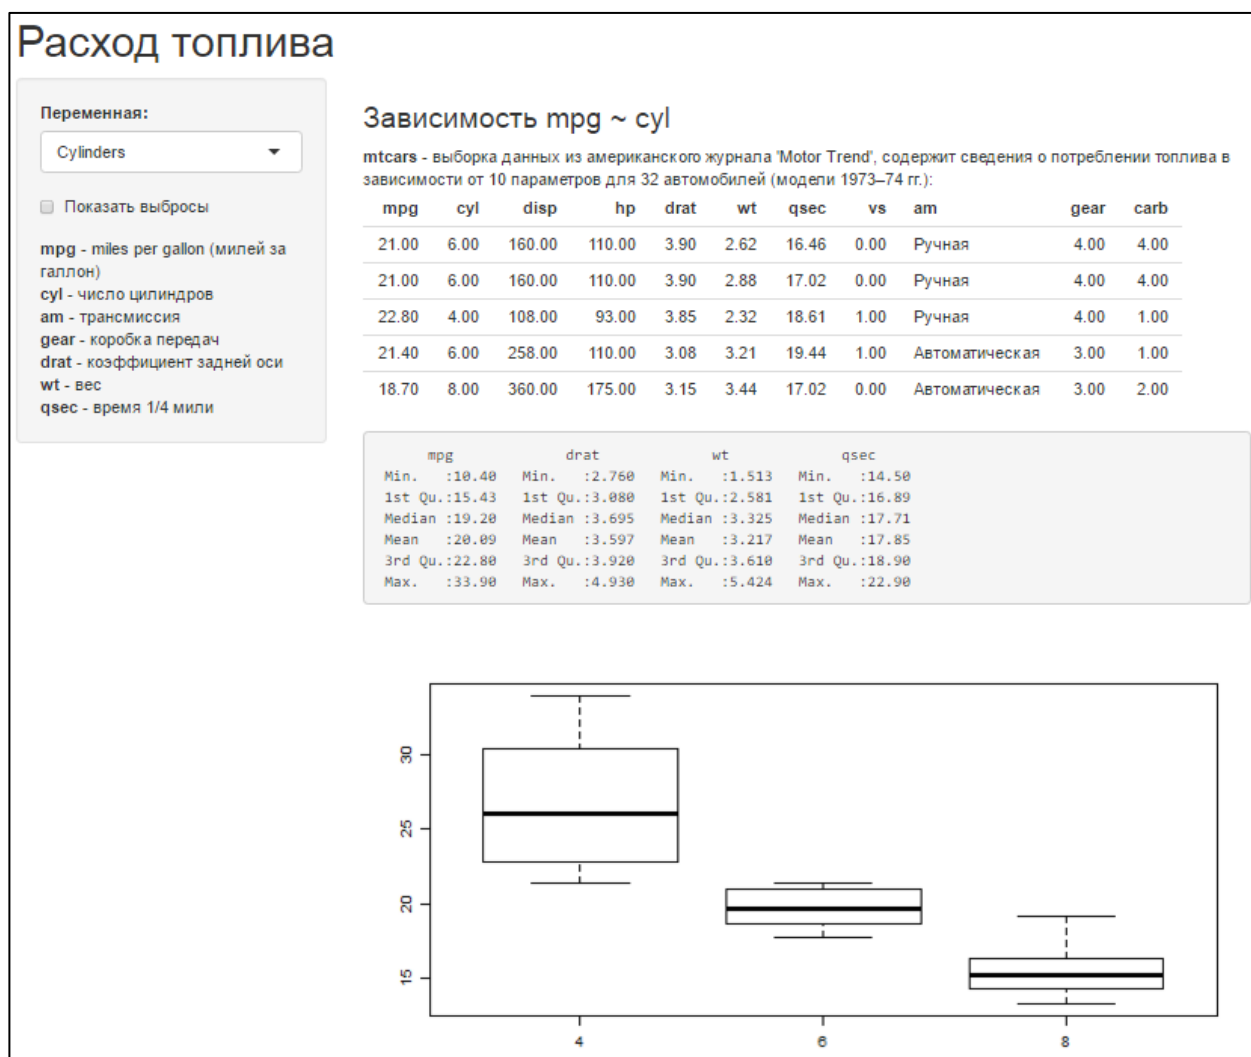 Расход топлива
Переменная:
Cylinders
Показать выбросы
mpg - miles per gallon (милей за
галлон)
cyl - число цилиндров
am - трансмиссия
gear - коробка передач
drat - коэффициент задней оси
wt - вес
qsec - время 1/4 мили
Зависимость mpg ~ cyl
mtcars - выборка данных из американского журнала 'Motor Trend', содержит сведения о потреблении топлива в
зависимости от 10 параметров для 32 автомобилей (модели 1973–74 гг.):
mpg cyl disp hp drat wt qsec vs am gear carb
21.00 6.00 160.00 110.00 3.90 2.62 16.46 0.00 Ручная 4.00 4.00
21.00 6.00 160.00 110.00 3.90 2.88 17.02 0.00 Ручная 4.00 4.00
22.80 4.00 108.00 93.00 3.85 2.32 18.61 1.00 Ручная 4.00 1.00
21.40 6.00 258.00 110.00 3.08 3.21 19.44 1.00 Автоматическая 3.00 1.00
18.70 8.00 360.00 175.00 3.15 3.44 17.02 0.00 Автоматическая 3.00 2.00
mpg drat wt qsec
Min. :10.40 Min. :2.760 Min. :1.513 Min. :14.50
1st Qu.:15.43 1st Qu.:3.080 1st Qu.:2.581 1st Qu.:16.89
Median :19.20 Median :3.695 Median :3.325 Median :17.71
Mean :20.09 Mean :3.597 Mean :3.217 Mean :17.85
3rd Qu.:22.80 3rd Qu.:3.920 3rd Qu.:3.610 3rd Qu.:18.90
Max. :33.90 Max. :4.930 Max. :5.424 Max. :22.90
30
25
20
15
4 6 8